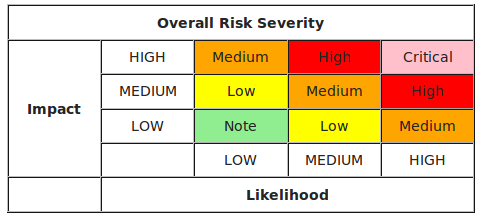 Overall Risk Severity
HIGH Medium High Critical
MEDIUM Low Medium High
Impact
LOW Note Low Medium
LOW MEDIUM HIGH
Likelihood